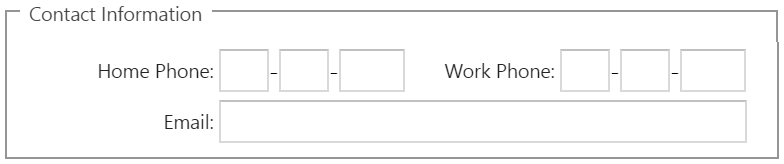 Contact Information
Home Phone: - - Work Phone: - -
Email: